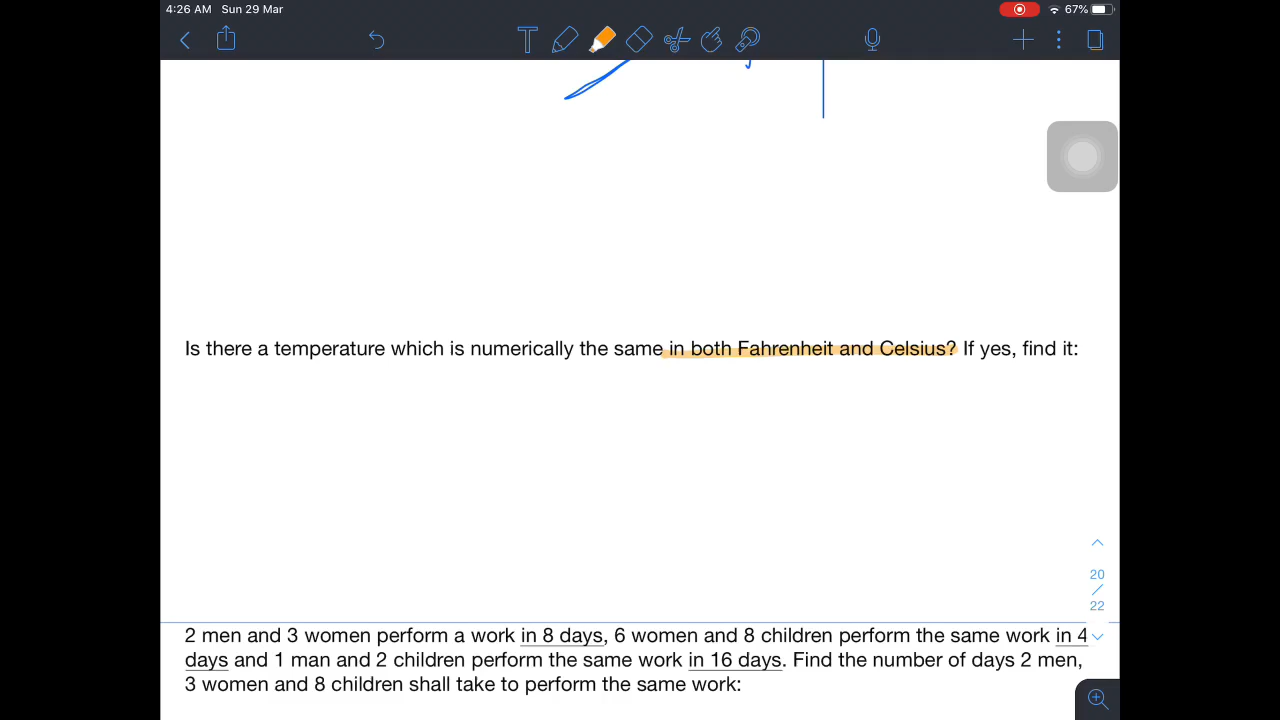 4:26 AM Sun 29 Mar
67%
T
Is there a temperature which is numerically the same in both Fahrenheit and Celsius? If yes, find it:
20
22
2 men and 3 women perform a work in 8 days, 6 women and 8 children perform the same work in 4
days and 1 man and 2 children perform the same work in 16 days. Find the number of days 2 men,
3 women and 8 children shall take to perform the same work: